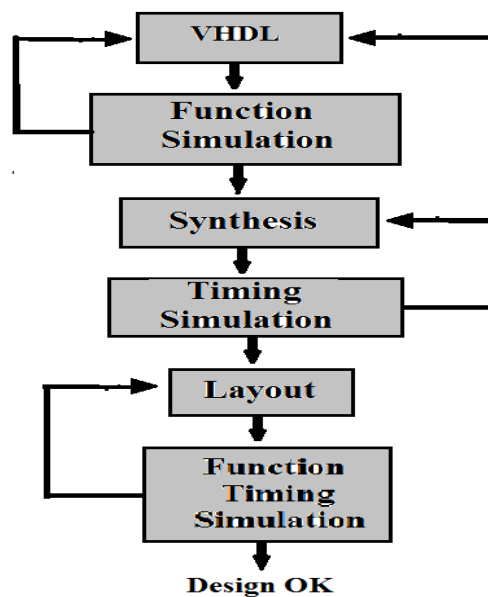 VHDL
Function
Simulation
Synthesis
Timing
Simulation
Layout
Function
Timing
Simulation
Design OK